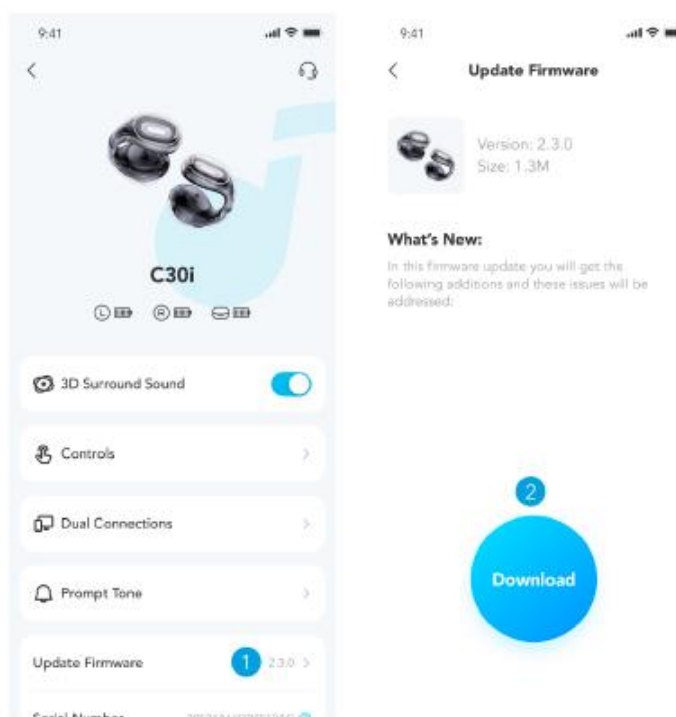 9:41
C30i
L
R
3D Surround Sound
Controls
Dual Connections
Prompt Tone
Update Firmware 1 2.3.0
Serial Number
9:41
Update Firmware
Version: 2.3.0
Size: 1.3M
What's New:
In this firmware update you will get the
following additions and these issues will be
addressed:
2
Download